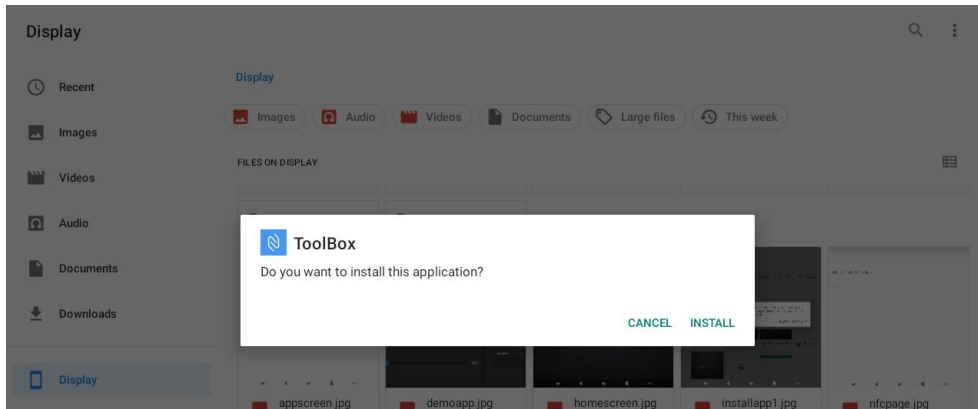 Display
Recent
Images
Videos
Audio
Documents
Downloads
Display
Display
Images Audio Videos Documents Large files This week
FILES ON DISPLAY
ToolBox
Do you want to install this application?
CANCEL INSTALL
appscreen.jpg demoapp.jpg homescreen.jpg installapp1.jpg nfcpage.jpg